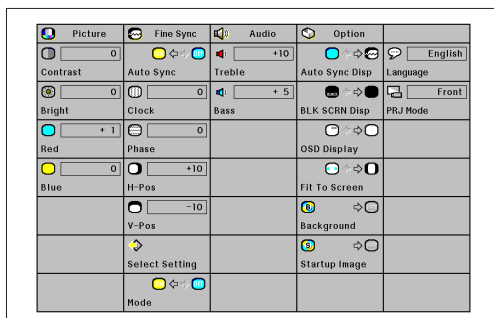 Picture Fine Sync Audio Option
0 +10 English
Contrast Auto Sync Treble Auto Sync Disp Language
0 0 + 5 Front
Bright Clock Bass BLK SCRN Disp PRJ Mode
+ 1 0
Red Phase OSD Display
0 +10
Blue H-Pos Fit To Screen
-10
V-Pos Background
Select Setting Startup Image
Mode